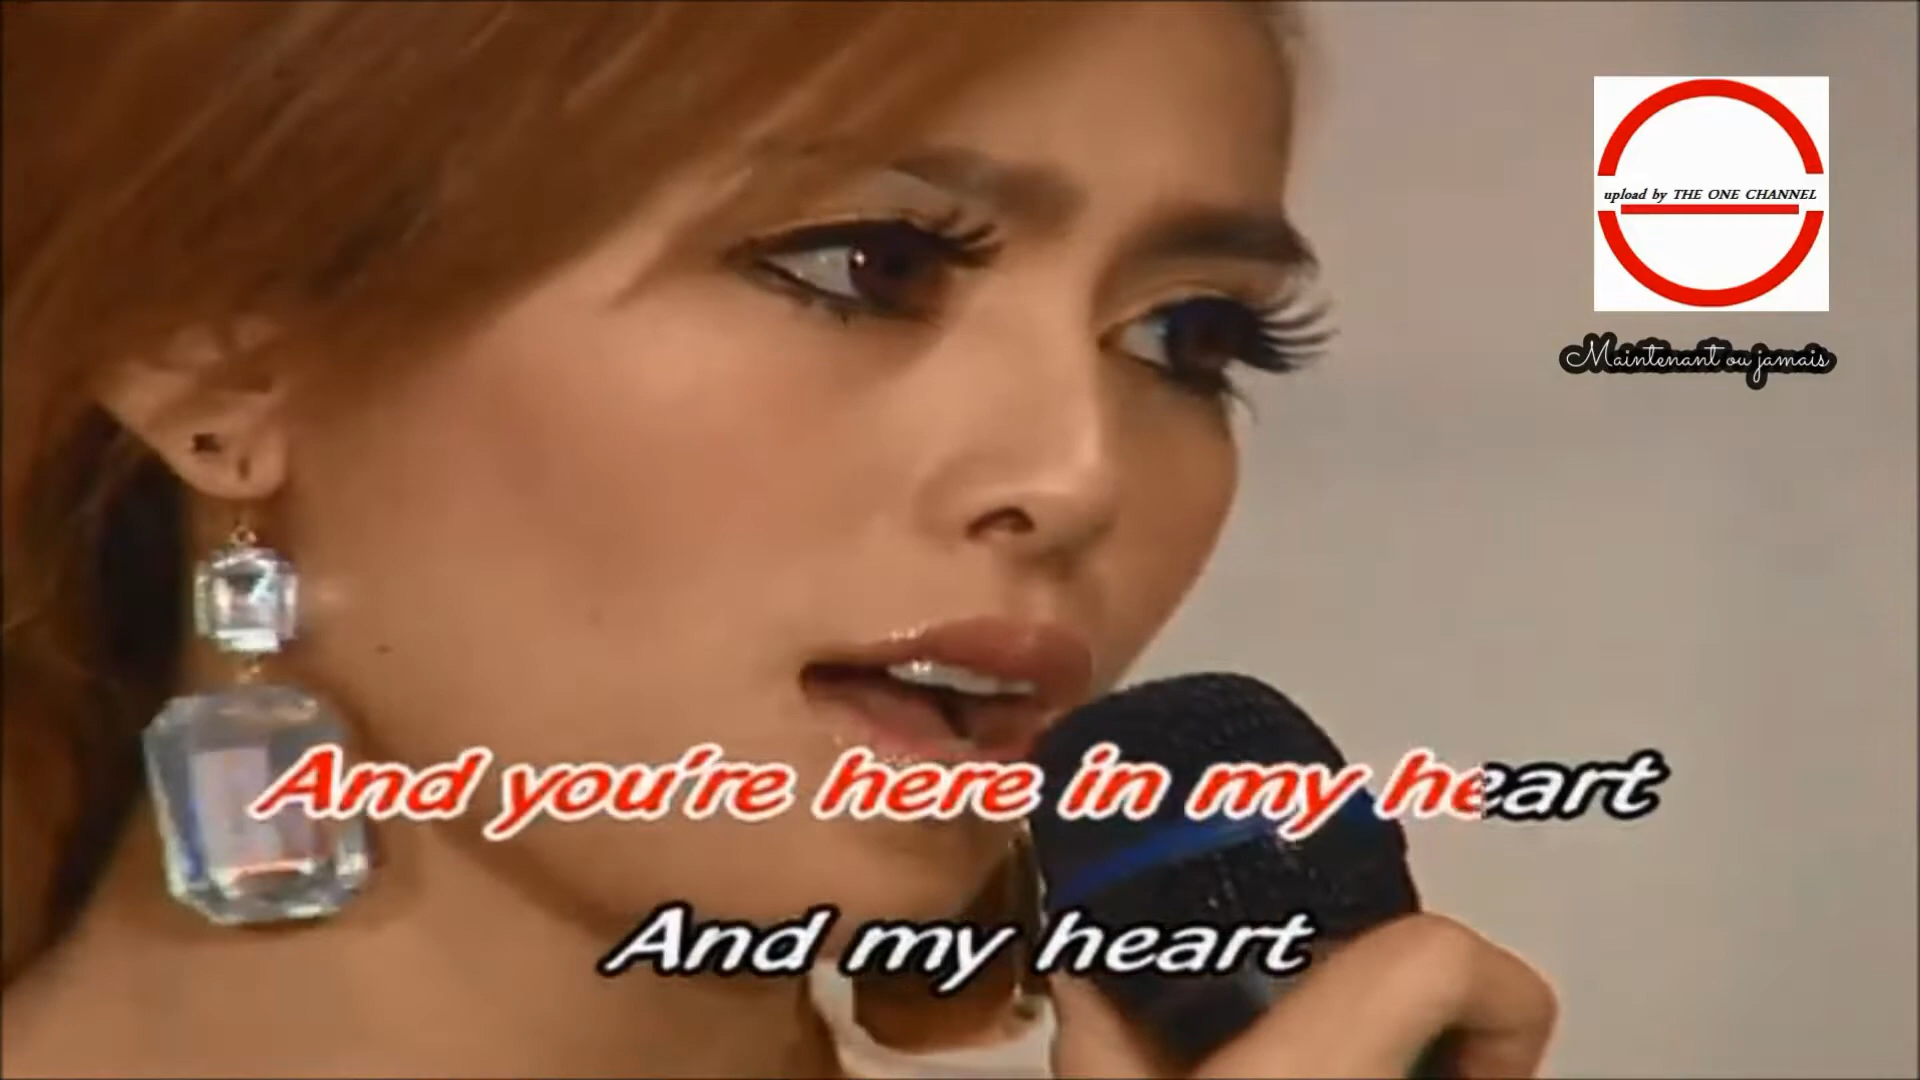 upload by THE ONE CHANNEL
Maintenant ou jamais
And you're here in my heart
And my heart